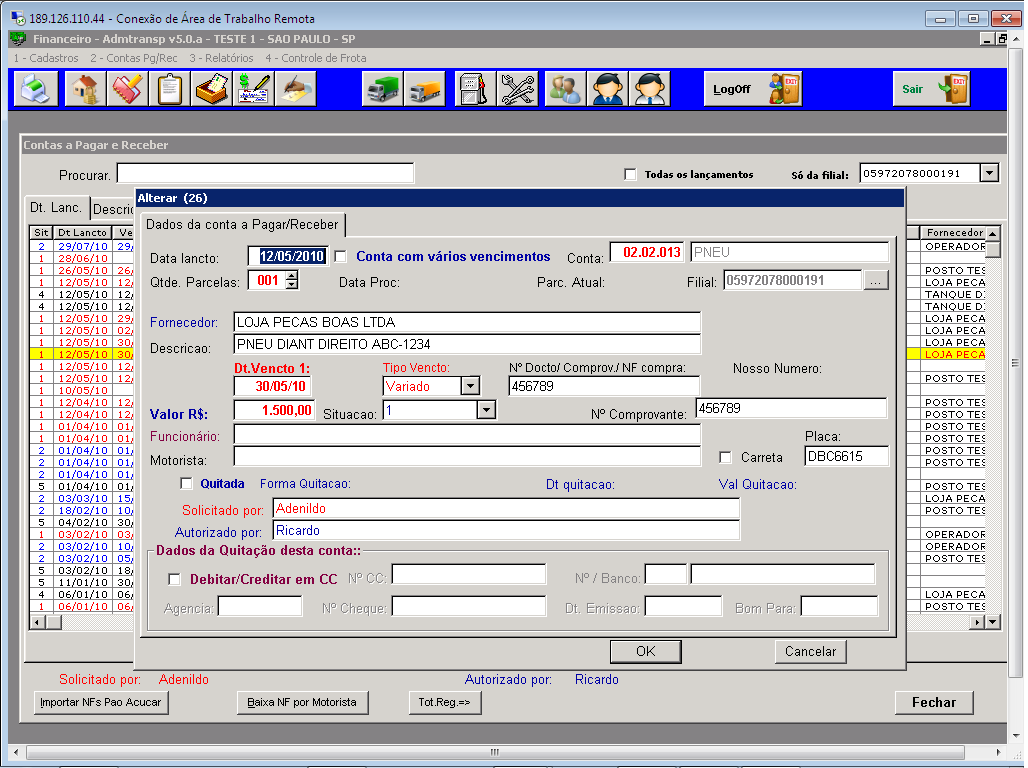 189.126.110.44 - Conexão de Área de Trabalho Remota
Financeiro - Admtransp v5.0.a - TESTE 1 - SAO PAULO - SP
1 - Cadastros 2 - Contas Pg/Rec 3 - Relatórios 4 - Controle de Frota
LogOff EXIT Sair EXIT
Contas a Pagar e Receber
Procurar. Todas os lançamentos Só da filial: 05972078000191
Dt. Lanc. Descric
Alterar (26)
Dados da conta a Pagar/Receber
Sit Dt Lancto Ve Fornecedor
Data lancto: 12/05/2010 Conta com vários vencimentos Conta: 02.02.013 PNEU
Qtde. Parcelas: 001 Data Proc: Parc. Atual: Filial: 05972078000191 ...
Fornecedor: LOJA PECAS BOAS LTDA
Descricao: PNEU DIANT DIREITO ABC-1234
Dt.Vencto 1: Tipo Vencto: Nº Docto/ Comprov./ NF compra: Nosso Numero:
30/05/10 Variado 456789
Valor R$: 1.500,00 Situacao: 1 Nº Comprovante: 456789
Funcionário: Placa:
Motorista: Carreta DBC6615
Quitada Forma Quitacao: Dt quitacao: Val Quitacao:
Solicitado por: Adenildo
Autorizado por: Ricardo
Dados da Quitação desta conta::
Debitar/Creditar em CC Nº CC: Nº / Banco:
Agencia: Nº Cheque: Dt. Emissao: Bom Para:
OK Cancelar
2 29/07/10 29/ OPERADOR
1 28/06/10
1 26/05/10 26/ POSTO TES
1 12/05/10 12/ LOJA PECA
4 12/05/10 12/ TANQUE DI
4 12/05/10 12/ TANQUE DI
1 12/05/10 30/ LOJA PECA
1 12/05/10 02/ LOJA PECA
1 12/05/10 30/ LOJA PECA
1 12/05/10 30/ LOJA PECA
1 12/05/10 12/
1 12/05/10 12/ POSTO TES
1 10/05/10
1 12/04/10 12/ POSTO TES
1 12/04/10 12/ POSTO TES
1 01/04/10 01/ POSTO TES
1 01/04/10 01/ POSTO TES
2 01/04/10 01/ POSTO TES
2 01/04/10 01/ POSTO TES
2 01/04/10 01/
5 01/04/10 01/ POSTO TES
2 03/03/10 15/ LOJA PECA
2 18/02/10 10/ POSTO TES
5 04/02/10 30/
1 03/02/10 03/ OPERADOR
2 03/02/10 10/ OPERADOR
2 03/02/10 05/ POSTO TES
5 03/02/10 18/
5 11/01/10 30/
4 06/01/10 06/ LOJA PECA
1 06/01/10 06/ POSTO TES
Solicitado por: Adenildo Autorizado por: Ricardo
Importar NFs Pao Acucar Baixa NF por Motorista Tot.Reg.=> Fechar